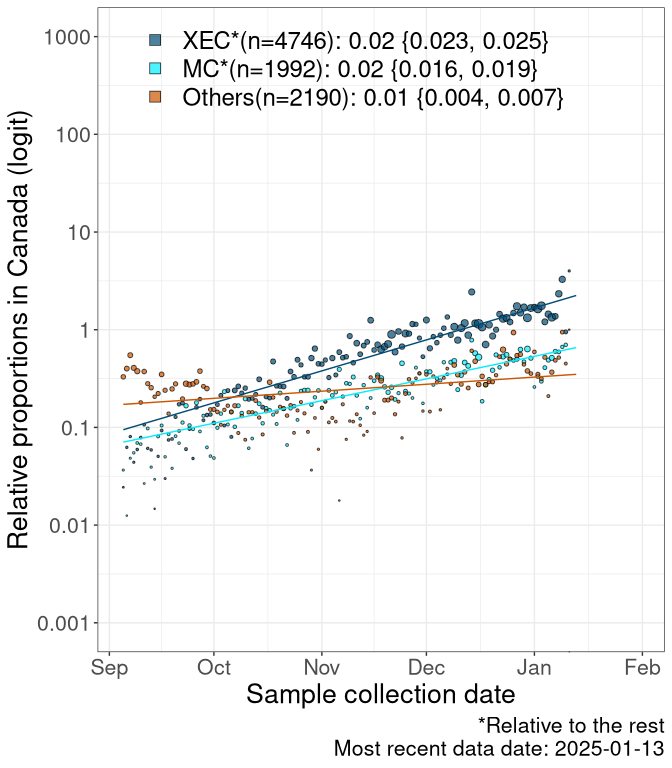 XEC*(n=4746): 0.02 {0.023, 0.025}
MC*(n=1992): 0.02 {0.016, 0.019}
Others(n=2190): 0.01 {0.004, 0.007}
Relative proportions in Canada (logit)
1000
100
10
1
0.1
0.01
0.001
Sep Oct Nov Dec Jan Feb
Sample collection date
*Relative to the rest
Most recent data date: 2025-01-13